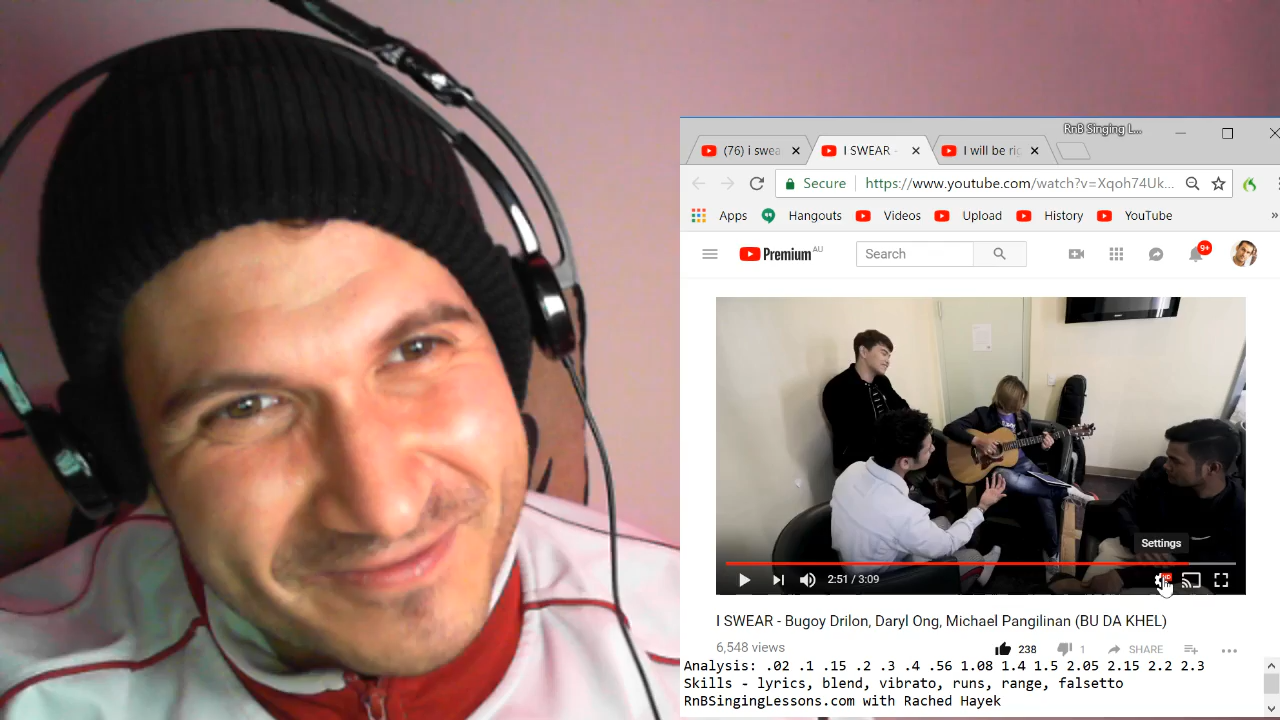 RnB Singing L...
(76) i swea
I SWEAR -
I will be rig
Secure
https://www.youtube.com/watch?v=Xqoh74Uk...
Apps
Hangouts
Videos
Upload
History
YouTube
»
Premium AU
Search
9+
Settings
HD
2:51 / 3:09
I SWEAR - Bugoy Drilon, Daryl Ong, Michael Pangilinan (BU DA KHEL)
6,548 views
238
1
SHARE
Analysis: .02 .1 .15 .2 .3 .4 .56 1.08 1.4 1.5 2.05 2.15 2.2 2.3
Skills - lyrics, blend, vibrato, runs, range, falsetto
RnBSingingLessons.com with Rached Hayek